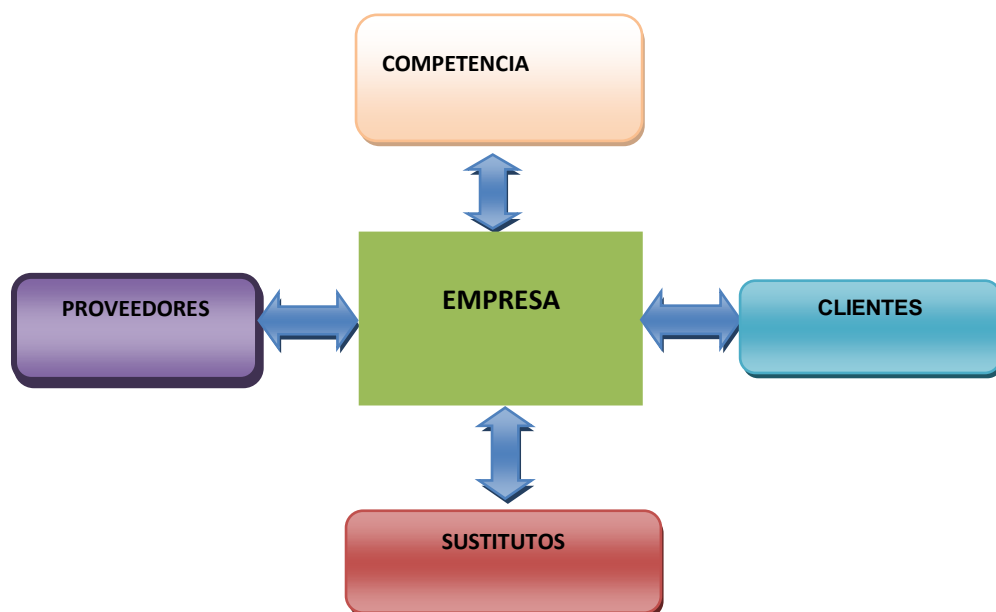 COMPETENCIA
EMPRESA
PROVEEDORES
CLIENTES
SUSTITUTOS